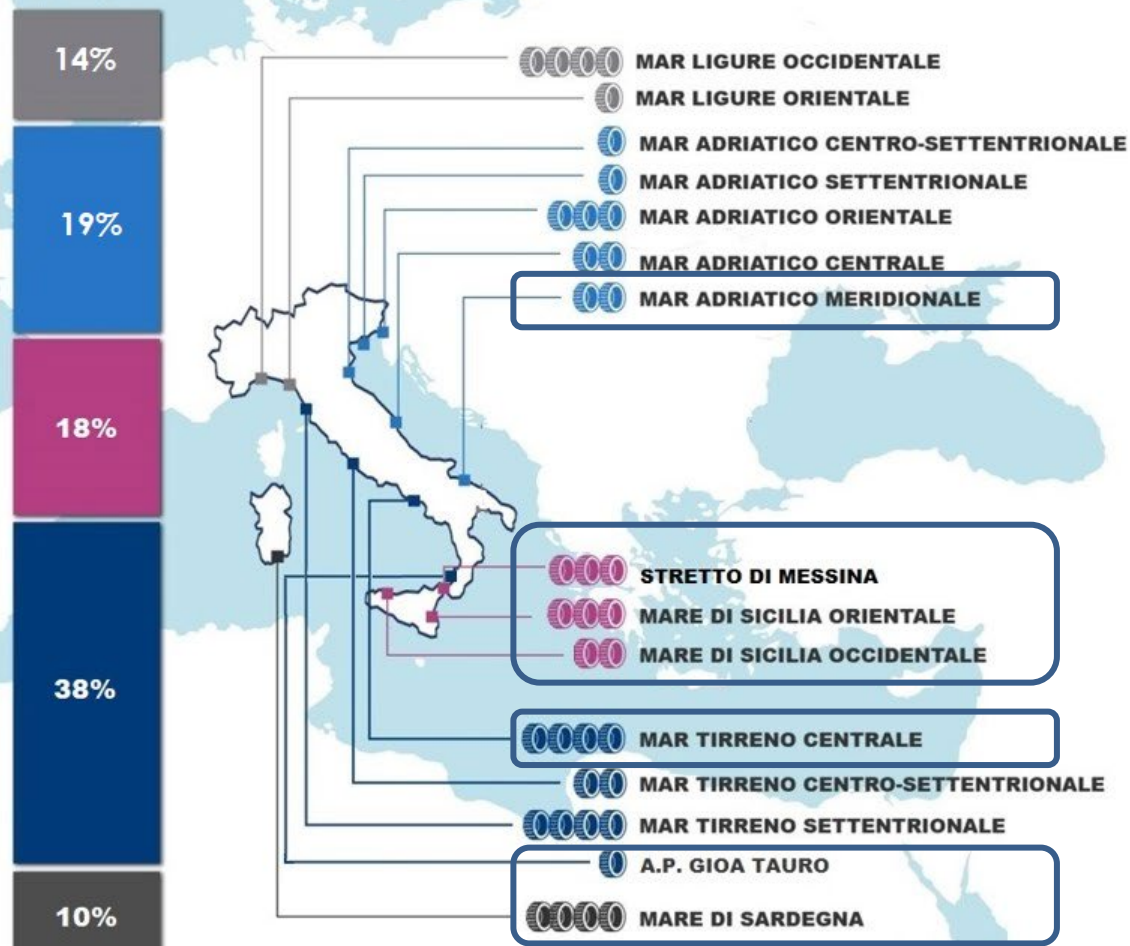 14%
19%
18%
38%
10%
MAR LIGURE OCCIDENTALE
MAR LIGURE ORIENTALE
MAR ADRIATICO CENTRO-SETTENTRIONALE
MAR ADRIATICO SETTENTRIONALE
MAR ADRIATICO ORIENTALE
MAR ADRIATICO CENTRALE
MAR ADRIATICO MERIDIONALE
STRETTO DI MESSINA
MARE DI SICILIA ORIENTALE
MARE DI SICILIA OCCIDENTALE
MAR TIRRENO CENTRALE
MAR TIRRENO CENTRO-SETTENTRIONALE
MAR TIRRENO SETTENTRIONALE
A.P. GIOA TAURO
MARE DI SARDEGNA